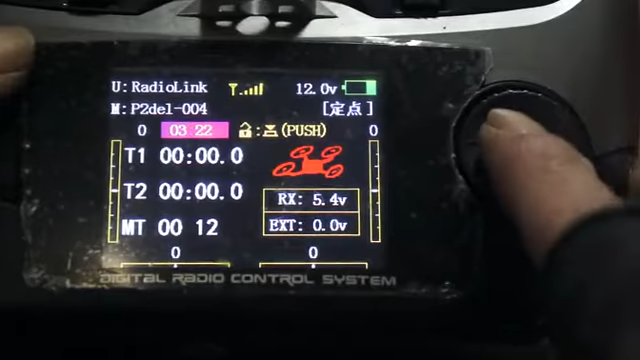 U: RadioLink 12.0v
M: P2del-004 [定点]
0 03 22 :(PUSH) 0
T1 00:00.0
T2 00:00.0
RX: 5.4v
MT 00 12
EXT: 0.0v
0 0
DIGITAL RADIO CONTROL SYSTEM